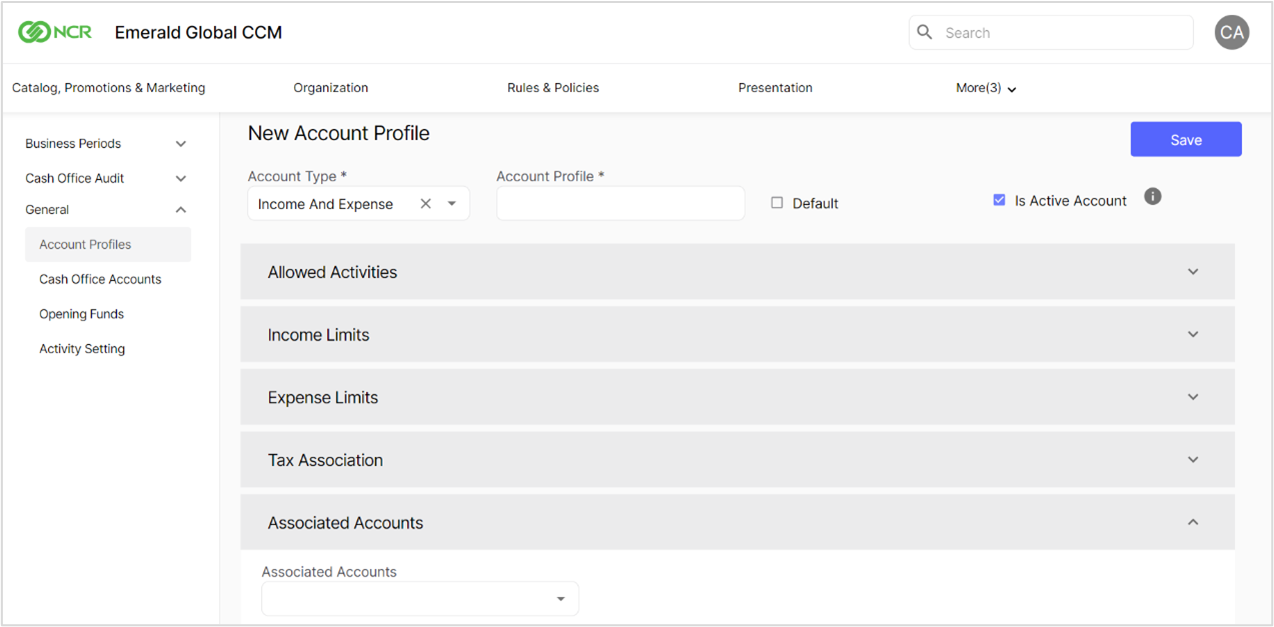 NCR Emerald Global CCM Search CA
Catalog, Promotions & Marketing Organization Rules & Policies Presentation More(3)
Business Periods
Cash Office Audit
General
Account Profiles
Cash Office Accounts
Opening Funds
Activity Setting
New Account Profile
Save
Account Type * Account Profile *
Income And Expense Default Is Active Account
Allowed Activities
Income Limits
Expense Limits
Tax Association
Associated Accounts
Associated Accounts